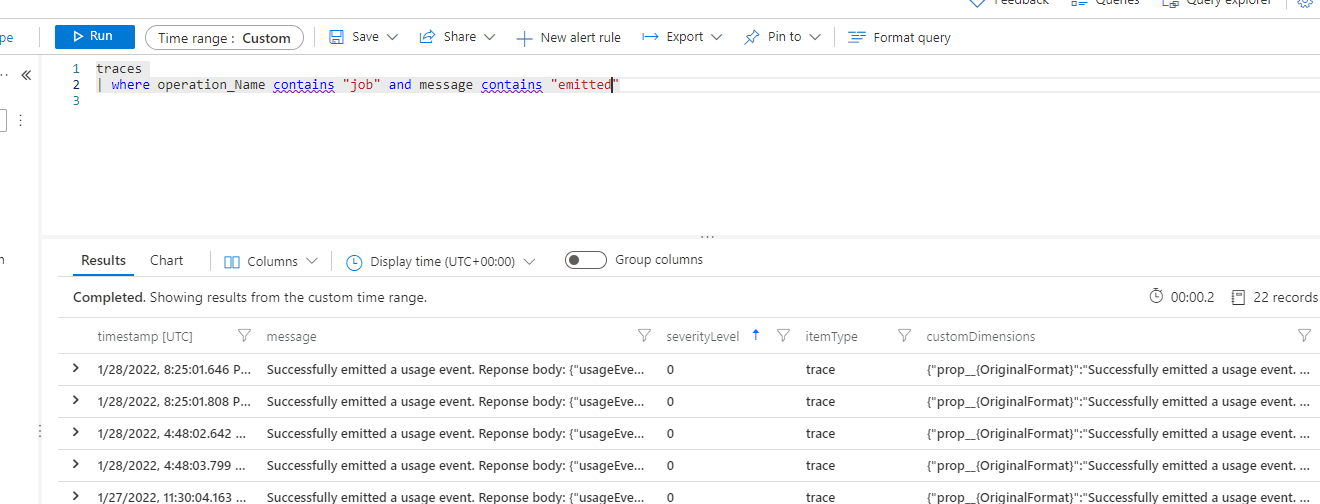 Feedback Queries Query explorer
pe Run Time range : Custom Save Share New alert rule Export Pin to Format query
1 traces
2 | where operation_Name contains "job" and message contains "emitted"
3
Results Chart Columns Display time (UTC+00:00) Group columns
Completed. Showing results from the custom time range. 00:00.2 22 records
timestamp [UTC] message severityLevel itemType customDimensions
1/28/2022, 8:25:01.646 P... Successfully emitted a usage event. Reponse body: {"usageEve... 0 trace {"prop__{OriginalFormat}":"Successfully emitted a usage event. ...
1/28/2022, 8:25:01.808 P... Successfully emitted a usage event. Reponse body: {"usageEve... 0 trace {"prop__{OriginalFormat}":"Successfully emitted a usage event. ...
1/28/2022, 4:48:02.642 ... Successfully emitted a usage event. Reponse body: {"usageEve... 0 trace {"prop__{OriginalFormat}":"Successfully emitted a usage event. ...
1/28/2022, 4:48:03.799 ... Successfully emitted a usage event. Reponse body: {"usageEve... 0 trace {"prop__{OriginalFormat}":"Successfully emitted a usage event. ...
1/27/2022, 11:30:04.163 ... Successfully emitted a usage event. Reponse body: {"usageEve... 0 trace {"prop__{OriginalFormat}":"Successfully emitted a usage event. ...